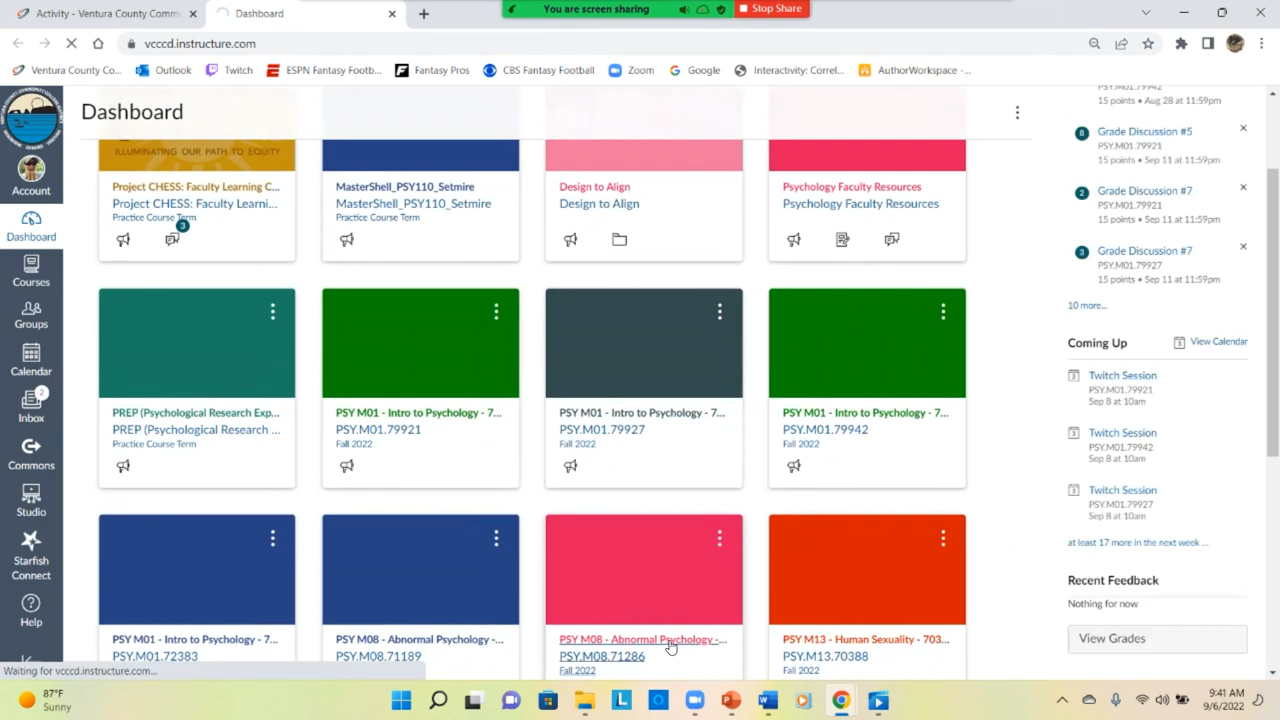 Activity - Ventura County Commu
Dashboard
You are screen sharing
Stop Share
vcccd.instructure.com
Ventura County Co...
Outlook
Twitch
ESPN Fantasy Footb...
Fantasy Pros
CBS Fantasy Football
Zoom
Google
Interactivity: Correl...
AuthorWorkspace -...
Dashboard
Account
Dashboard
Courses
Groups
Calendar
2
Inbox
Commons
Studio
Starfish
Connect
Help
ILLUMINATING OUR PATH TO EQUITY
Project CHESS: Faculty Learning C...
Project CHESS: Faculty Learni...
Practice Course Term
3
MasterShell_PSY110_Setmire
MasterShell_PSY110_Setmire
Practice Course Term
Design to Align
Design to Align
Psychology Faculty Resources
Psychology Faculty Resources
PREP (Psychological Research Exp...
PREP (Psychological Research ...
Practice Course Term
PSY M01 - Intro to Psychology - 7...
PSY.M01.79921
Fall 2022
PSY M01 - Intro to Psychology - 7...
PSY.M01.79927
Fall 2022
PSY M01 - Intro to Psychology - 7...
PSY.M01.79942
Fall 2022
PSY M01 - Intro to Psychology - 7...
PSY.M01.72383
PSY M08 - Abnormal Psychology -...
PSY.M08.71189
Fall 2022
PSY M08 - Abnormal Psychology -...
PSY.M08.71286
Fall 2022
PSY M13 - Human Sexuality - 703...
PSY.M13.70388
Fall 2022
PSY.M01.79942
15 points • Aug 28 at 11:59pm
8
Grade Discussion #5
PSY.M01.79921
15 points • Sep 11 at 11:59pm
2
Grade Discussion #7
PSY.M01.79921
15 points • Sep 11 at 11:59pm
3
Grade Discussion #7
PSY.M01.79927
15 points • Sep 11 at 11:59pm
10 more...
Coming Up
View Calendar
Twitch Session
PSY.M01.79921
Sep 8 at 10am
Twitch Session
PSY.M01.79942
Sep 8 at 10am
Twitch Session
PSY.M01.79927
Sep 8 at 10am
at least 17 more in the next week ...
Recent Feedback
Nothing for now
View Grades
Waiting for vcccd.instructure.com...
87°F
Sunny
9:41 AM
9/6/2022